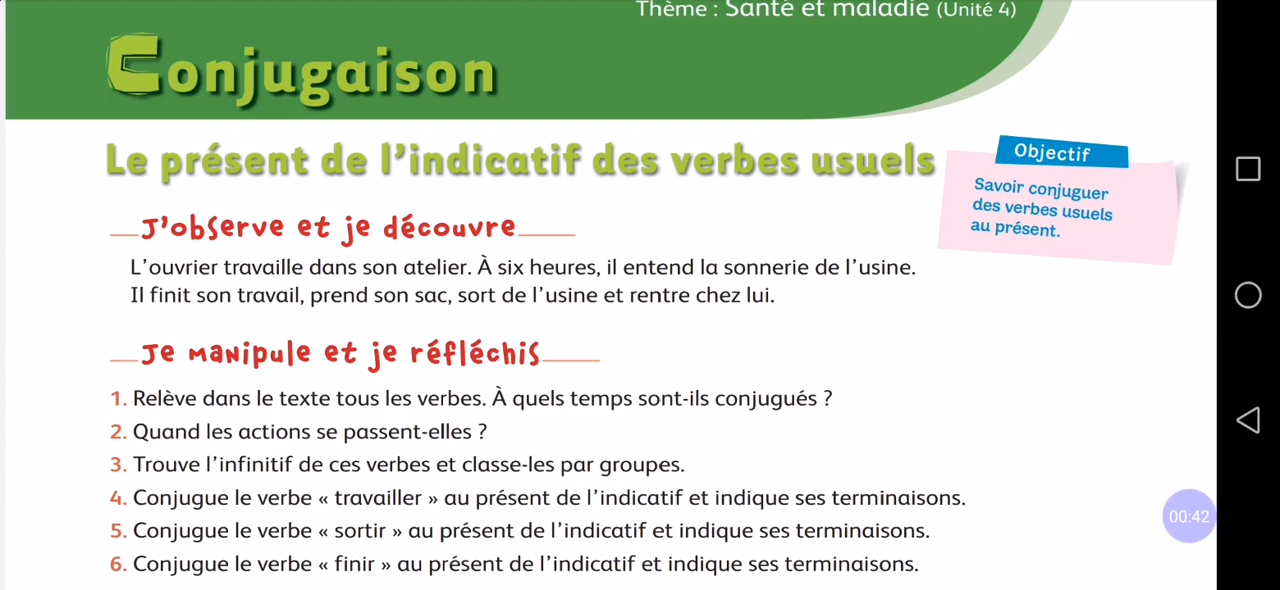 Thème : Santé et maladie (Unité 4)
Conjugaison
Le présent de l'indicatif des verbes usuels
Objectif
Savoir conjuguer
des verbes usuels
au présent.
J'observe et je découvre
L'ouvrier travaille dans son atelier. À six heures, il entend la sonnerie de l'usine.
Il finit son travail, prend son sac, sort de l'usine et rentre chez lui.
Je manipule et je réfléchis
1. Relève dans le texte tous les verbes. À quels temps sont-ils conjugués ?
2. Quand les actions se passent-elles ?
3. Trouve l'infinitif de ces verbes et classe-les par groupes.
4. Conjugue le verbe « travailler » au présent de l'indicatif et indique ses terminaisons.
5. Conjugue le verbe « sortir » au présent de l'indicatif et indique ses terminaisons.
6. Conjugue le verbe « finir » au présent de l'indicatif et indique ses terminaisons.
00:42